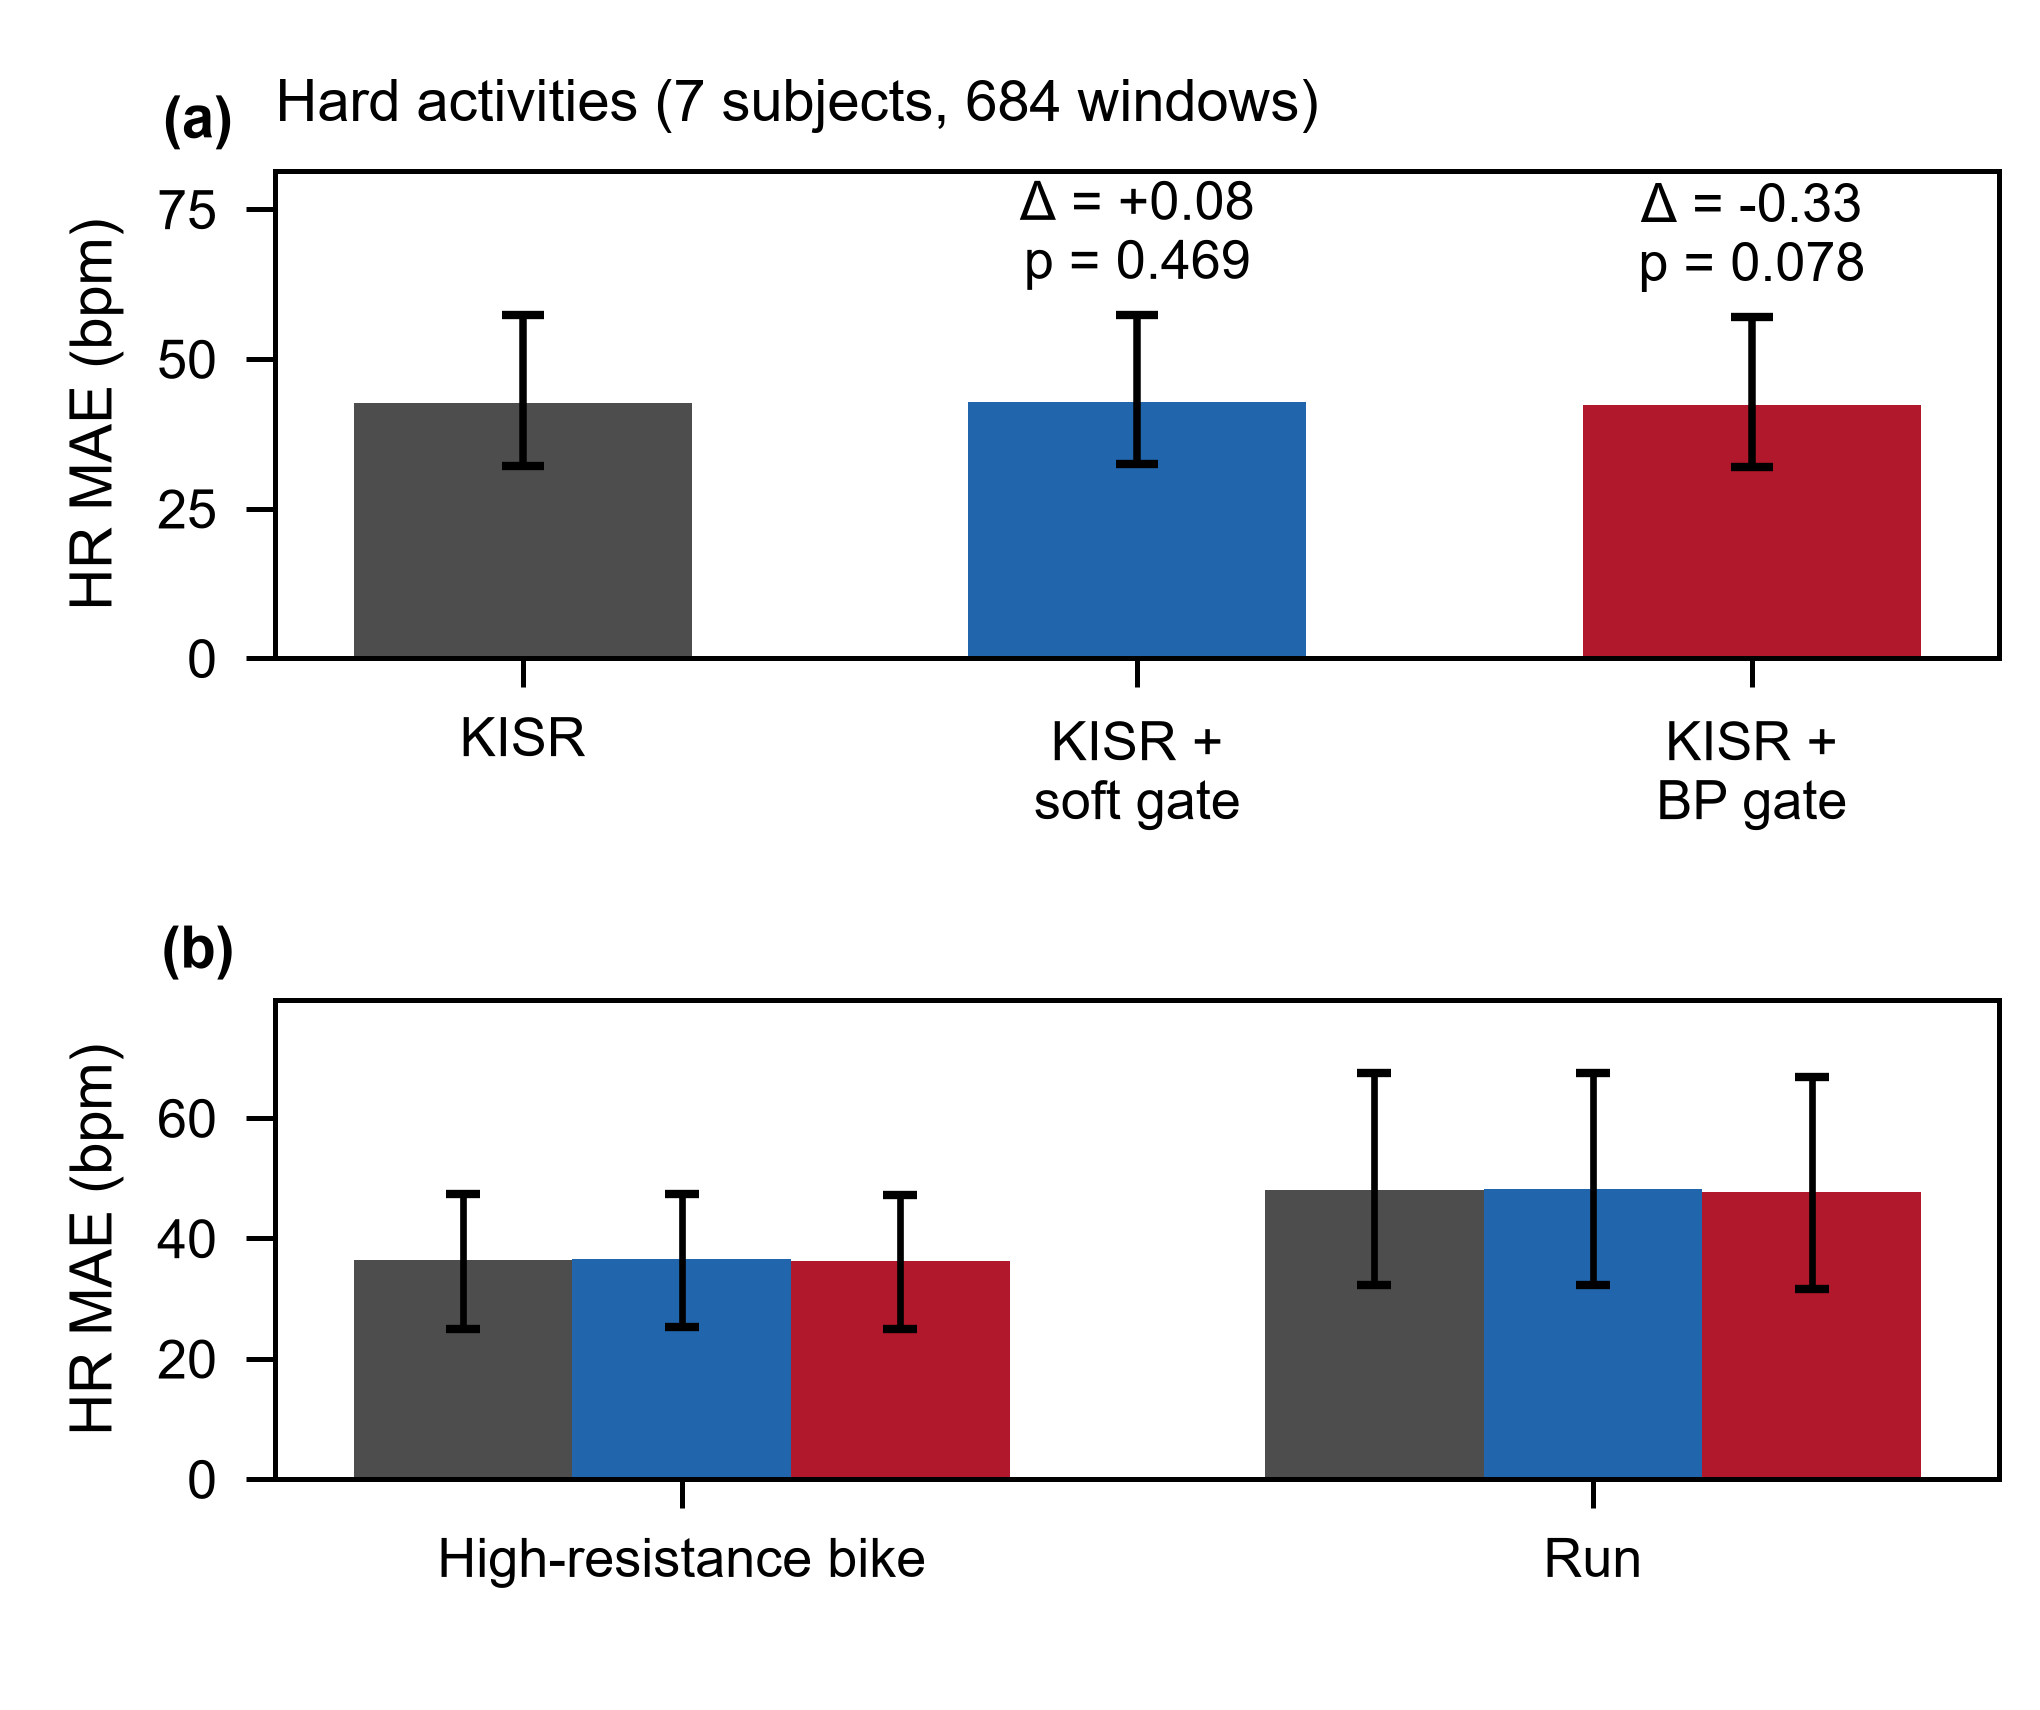 (a) Hard activities (7 subjects, 684 windows)
HR MAE (bpm)
75
50
25
0
Δ = +0.08
p = 0.469
Δ = -0.33
p = 0.078
KISR
KISR +
soft gate
KISR +
BP gate
(b)
HR MAE (bpm)
60
40
20
0
High-resistance bike
Run